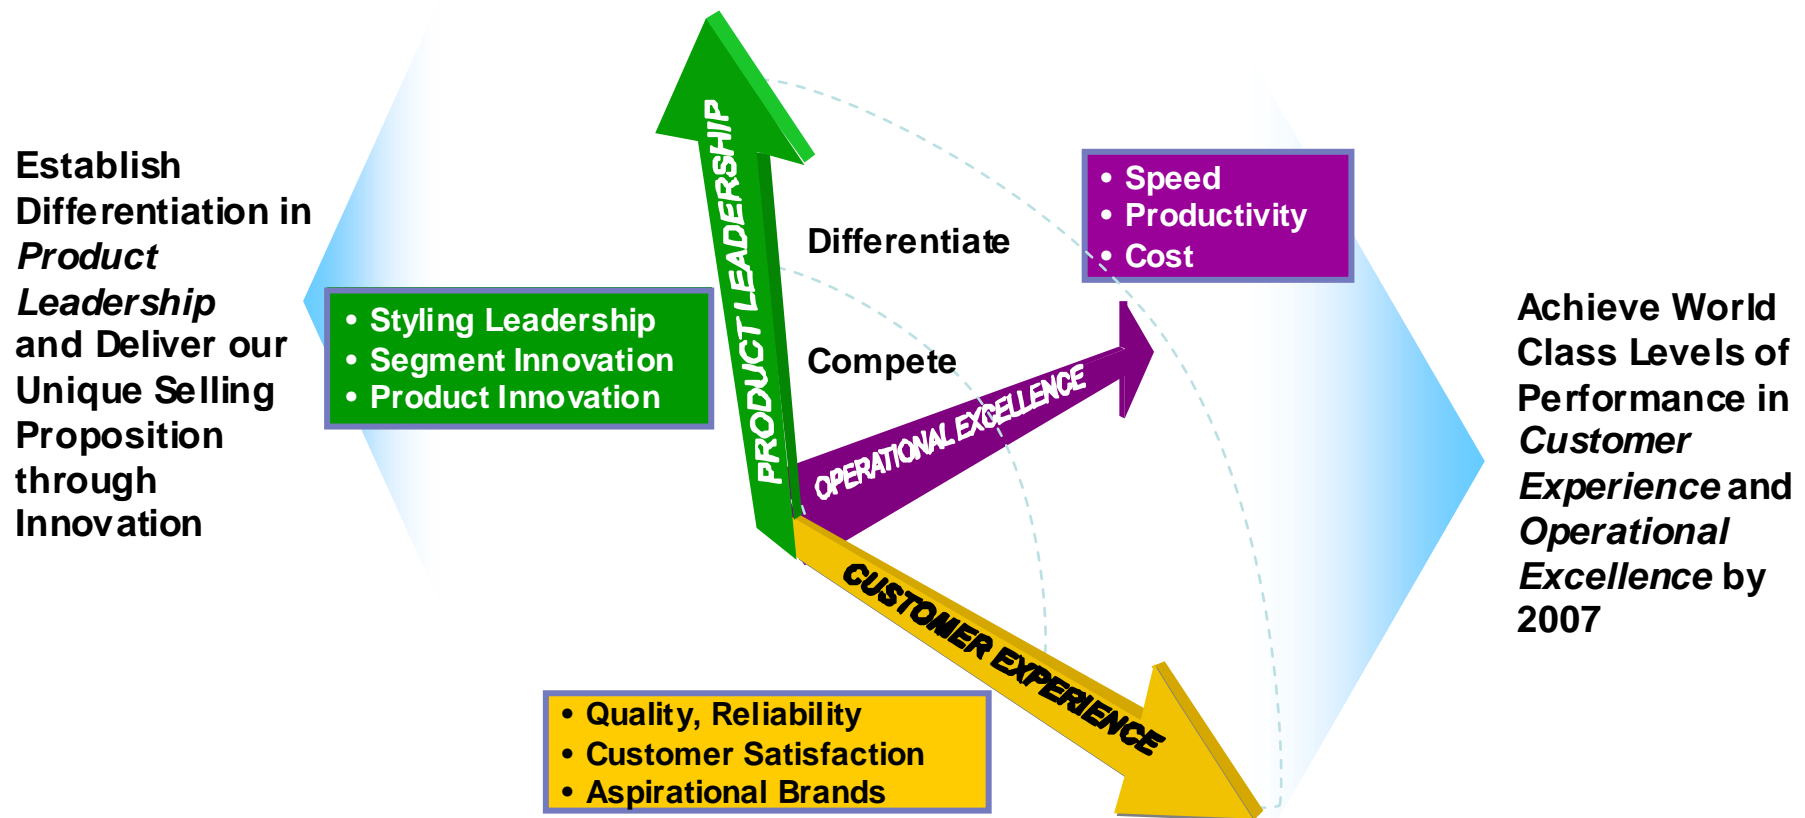 Establish
Differentiation in
Product
Leadership
and Deliver our
Unique Selling
Proposition
through
Innovation
• Styling Leadership
• Segment Innovation
• Product Innovation
PRODUCT LEADERSHIP
Differentiate
Compete
OPERATIONAL EXCELLENCE
• Speed
• Productivity
• Cost
CUSTOMER EXPERIENCE
• Quality, Reliability
• Customer Satisfaction
• Aspirational Brands
Achieve World
Class Levels of
Performance in
Customer
Experience and
Operational
Excellence by
2007